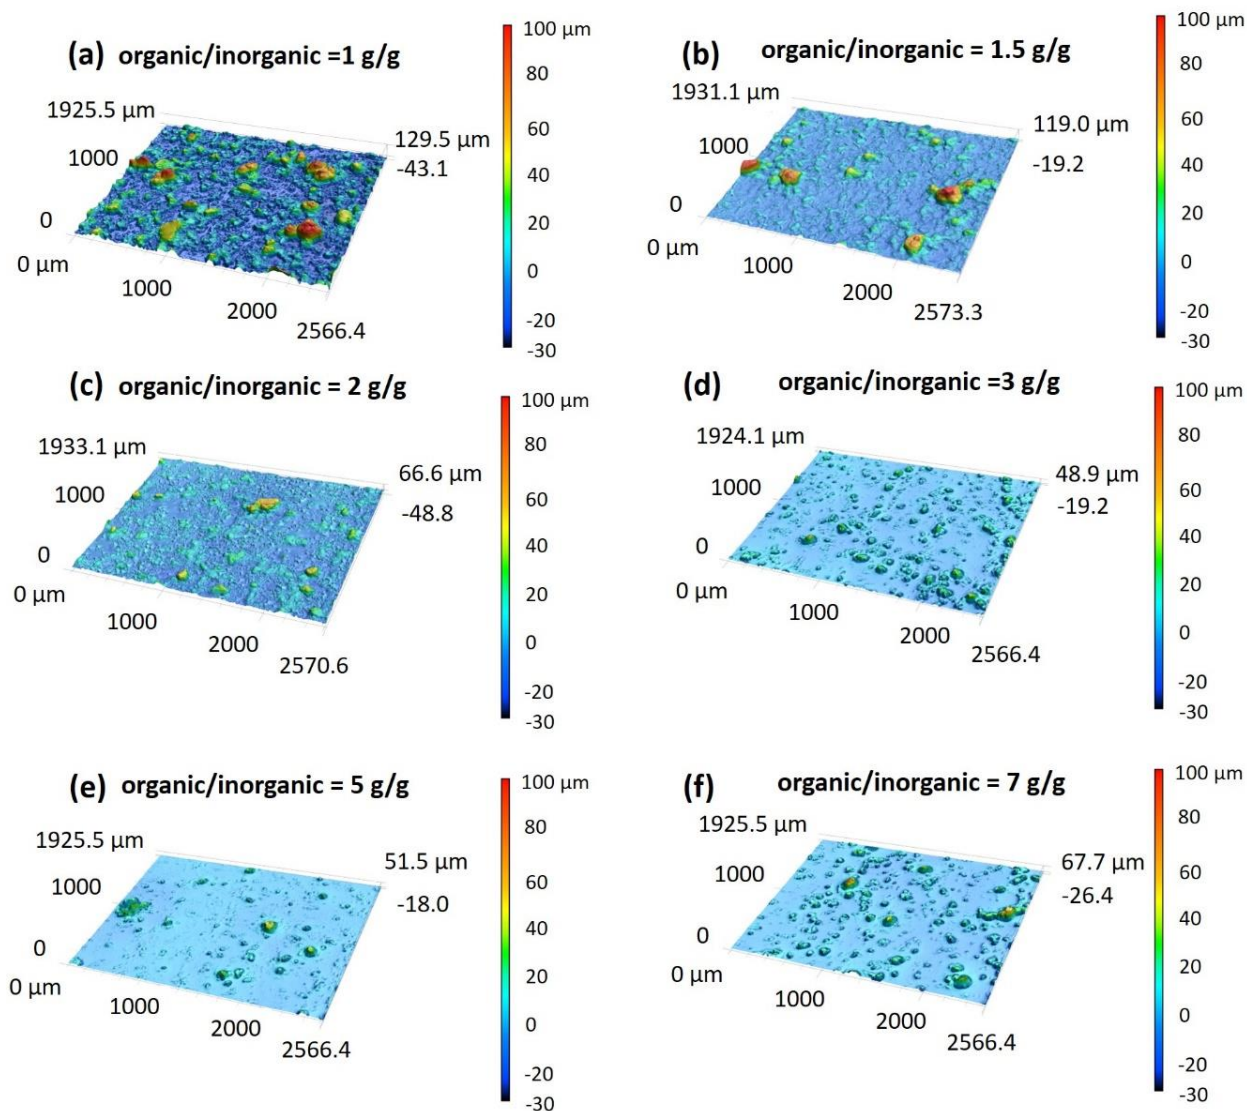 (a) organic/inorganic =1 g/g
100 µm
80
60
40
20
0
-20
-30
1925.5 µm
1000
0
0 µm
1000
2000
2566.4
129.5 µm
-43.1
(b) organic/inorganic = 1.5 g/g
100 µm
80
60
40
20
0
-20
-30
1931.1 µm
1000
0
0 µm
1000
2000
2573.3
119.0 µm
-19.2
(c) organic/inorganic = 2 g/g
100 µm
80
60
40
20
0
-20
-30
1933.1 µm
1000
0
0 µm
1000
2000
2570.6
66.6 µm
-48.8
(d) organic/inorganic =3 g/g
100 µm
80
60
40
20
0
-20
-30
1924.1 µm
1000
0
0 µm
1000
2000
2566.4
48.9 µm
-19.2
(e) organic/inorganic = 5 g/g
100 µm
80
60
40
20
0
-20
-30
1925.5 µm
1000
0
0 µm
1000
2000
2566.4
51.5 µm
-18.0
(f) organic/inorganic = 7 g/g
100 µm
80
60
40
20
0
-20
-30
1925.5 µm
1000
0
0 µm
1000
2000
2566.4
67.7 µm
-26.4